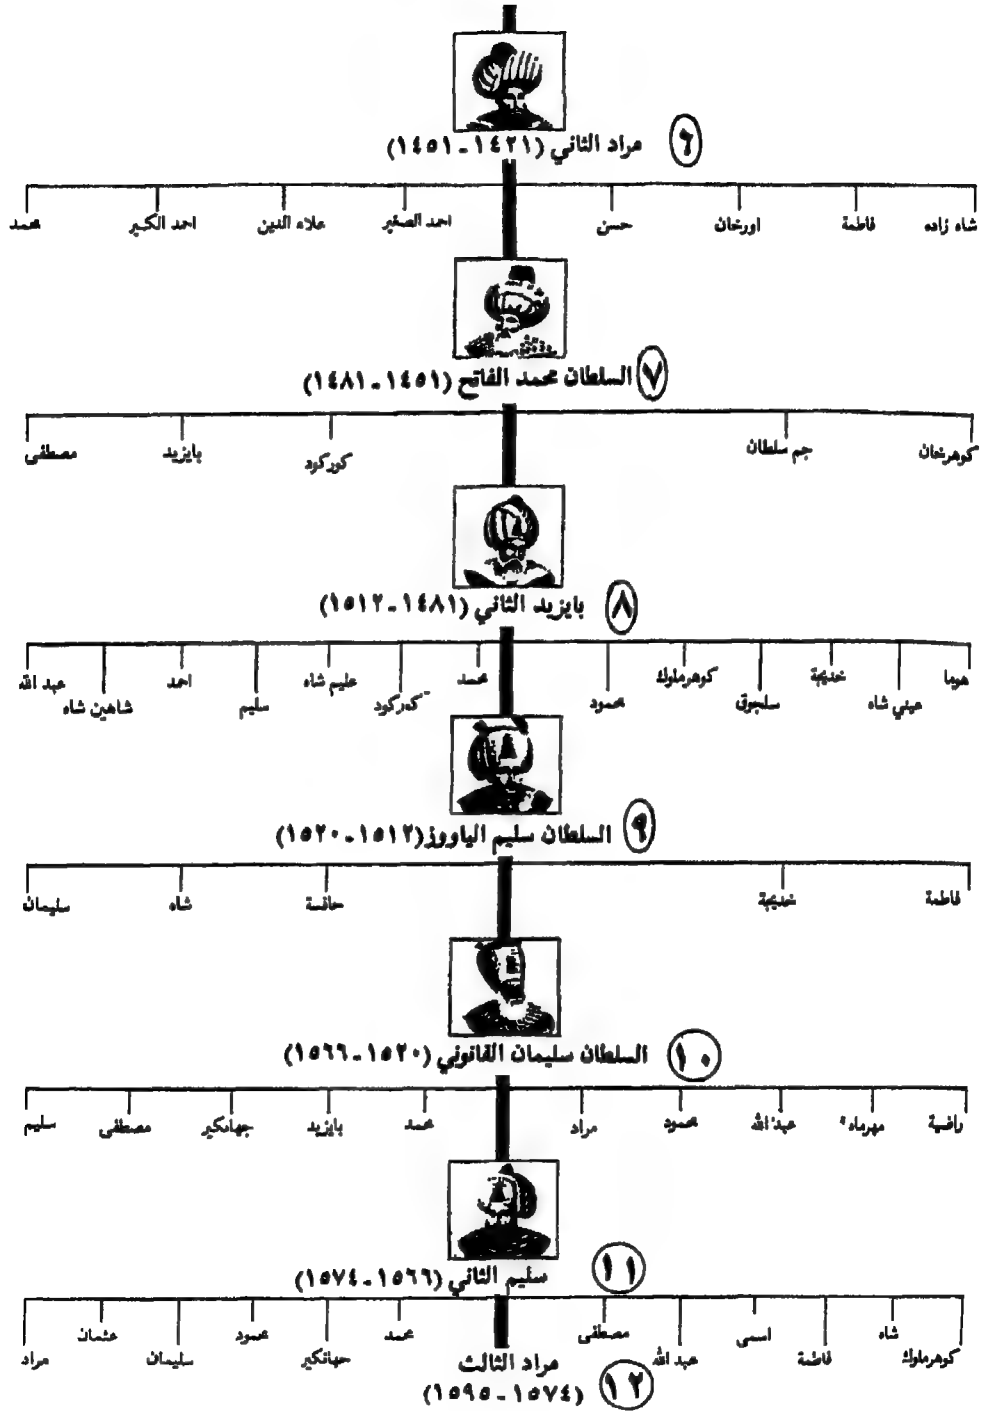 ٦ مراد الثاني (١٤٢١-١٤٥١)
شاه زاده فاطمة اورخان حسن احمد الصغير علاء الدين احمد الكبير محمد
٧ السلطان محمد الفاتح (١٤٥١-١٤٨١)
كوهرخان جم سلطان كوركود بايزيد مصطفى
٨ بايزيد الثاني (١٤٨١-١٥١٢)
هوما عيني شاه خديجة سلجوق كوهرملوك محمود محمد كوركود عليم شاه سليم احمد شاهين شاه عبد الله
٩ السلطان سليم الياووز (١٥١٢-١٥٢٠)
فاطمة خديجة حافسة شاه سليمان
١٠ السلطان سليمان القانوني (١٥٢٠-١٥٦٦)
راضية مهرماه عبد الله محمود مراد محمد بايزيد جهانكير مصطفى سليم
١١ سليم الثاني (١٥٦٦-١٥٧٤)
كوهرملوك شاه فاطمة اسمى عبد الله مصطفى محمد جهانكير محمود سليمان عثمان مراد
مراد الثالث
١٢ (١٥٧٤-١٥٩٥)